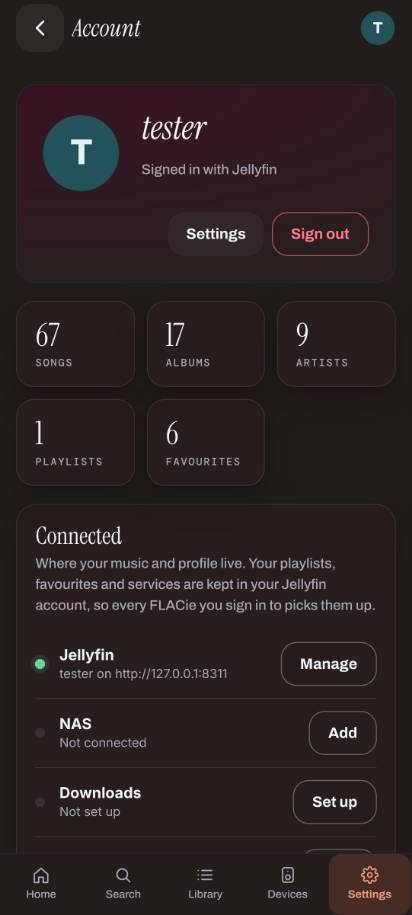 Account
T
T
tester
Signed in with Jellyfin
Settings
Sign out
67
SONGS
17
ALBUMS
9
ARTISTS
1
PLAYLISTS
6
FAVOURITES
Connected
Where your music and profile live. Your playlists,
favourites and services are kept in your Jellyfin
account, so every FLACie you sign in to picks them up.
Jellyfin
tester on http://127.0.0.1:8311
Manage
NAS
Not connected
Add
Downloads
Not set up
Set up
Home
Search
Library
Devices
Settings